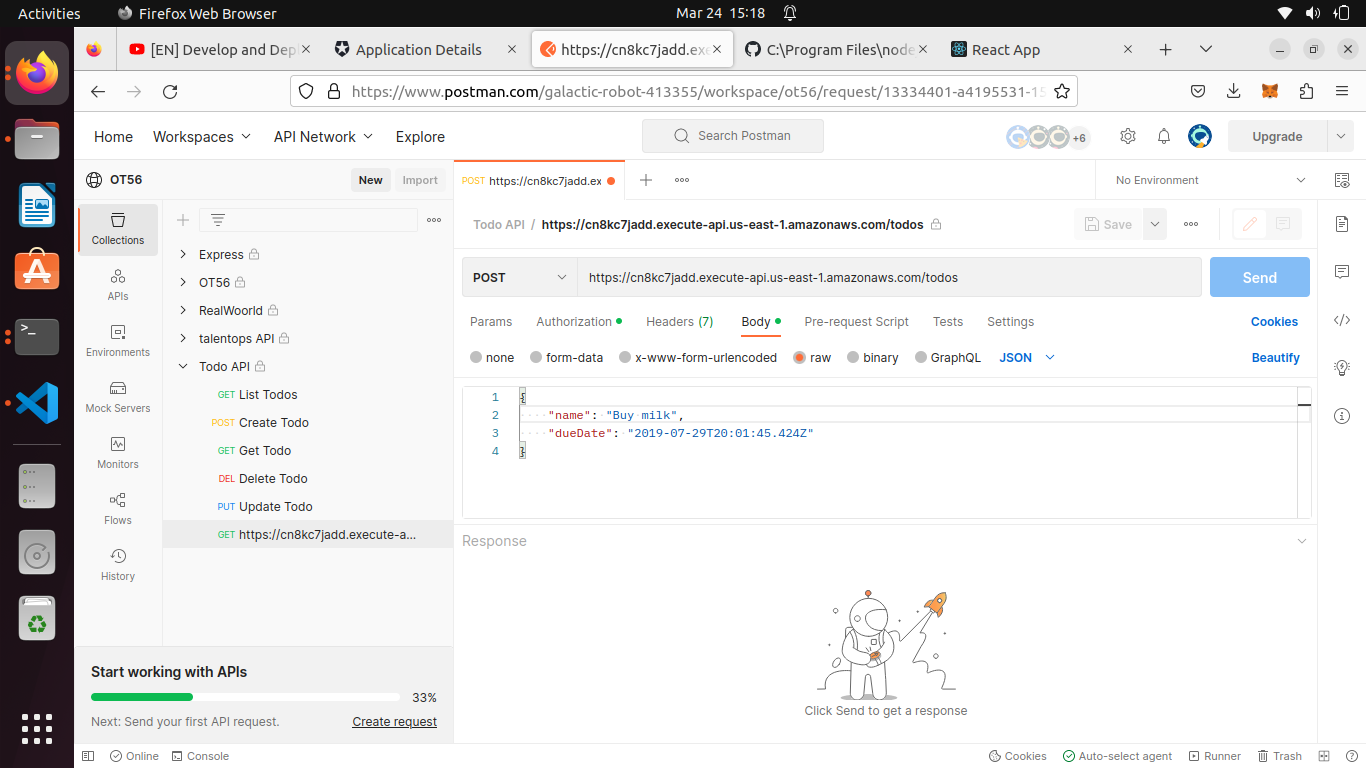 Activities
Firefox Web Browser
Mar 24 15:18
[EN] Develop and Dep
Application Details
https://cn8kc7jadd.exe
C:\Program Files\node
React App
https://www.postman.com/galactic-robot-413355/workspace/ot56/request/13334401-a4195531-15
Home
Workspaces
API Network
Explore
Search Postman
+6
Upgrade
OT56
New
Import
POST https://cn8kc7jadd.ex
No Environment
Collections
APIs
Environments
Mock Servers
Monitors
Flows
History
Express
OT56
RealWoorld
talentops API
Todo API
GET List Todos
POST Create Todo
GET Get Todo
DEL Delete Todo
PUT Update Todo
GET https://cn8kc7jadd.execute-a...
Start working with APIs
33%
Next: Send your first API request.
Create request
Todo API / https://cn8kc7jadd.execute-api.us-east-1.amazonaws.com/todos
Save
POST
https://cn8kc7jadd.execute-api.us-east-1.amazonaws.com/todos
Send
Params
Authorization
Headers (7)
Body
Pre-request Script
Tests
Settings
Cookies
none
form-data
x-www-form-urlencoded
raw
binary
GraphQL
JSON
Beautify
1 {
2 "name": "Buy milk",
3 "dueDate": "2019-07-29T20:01:45.424Z"
4 }
Response
Click Send to get a response
Online
Console
Cookies
Auto-select agent
Runner
Trash